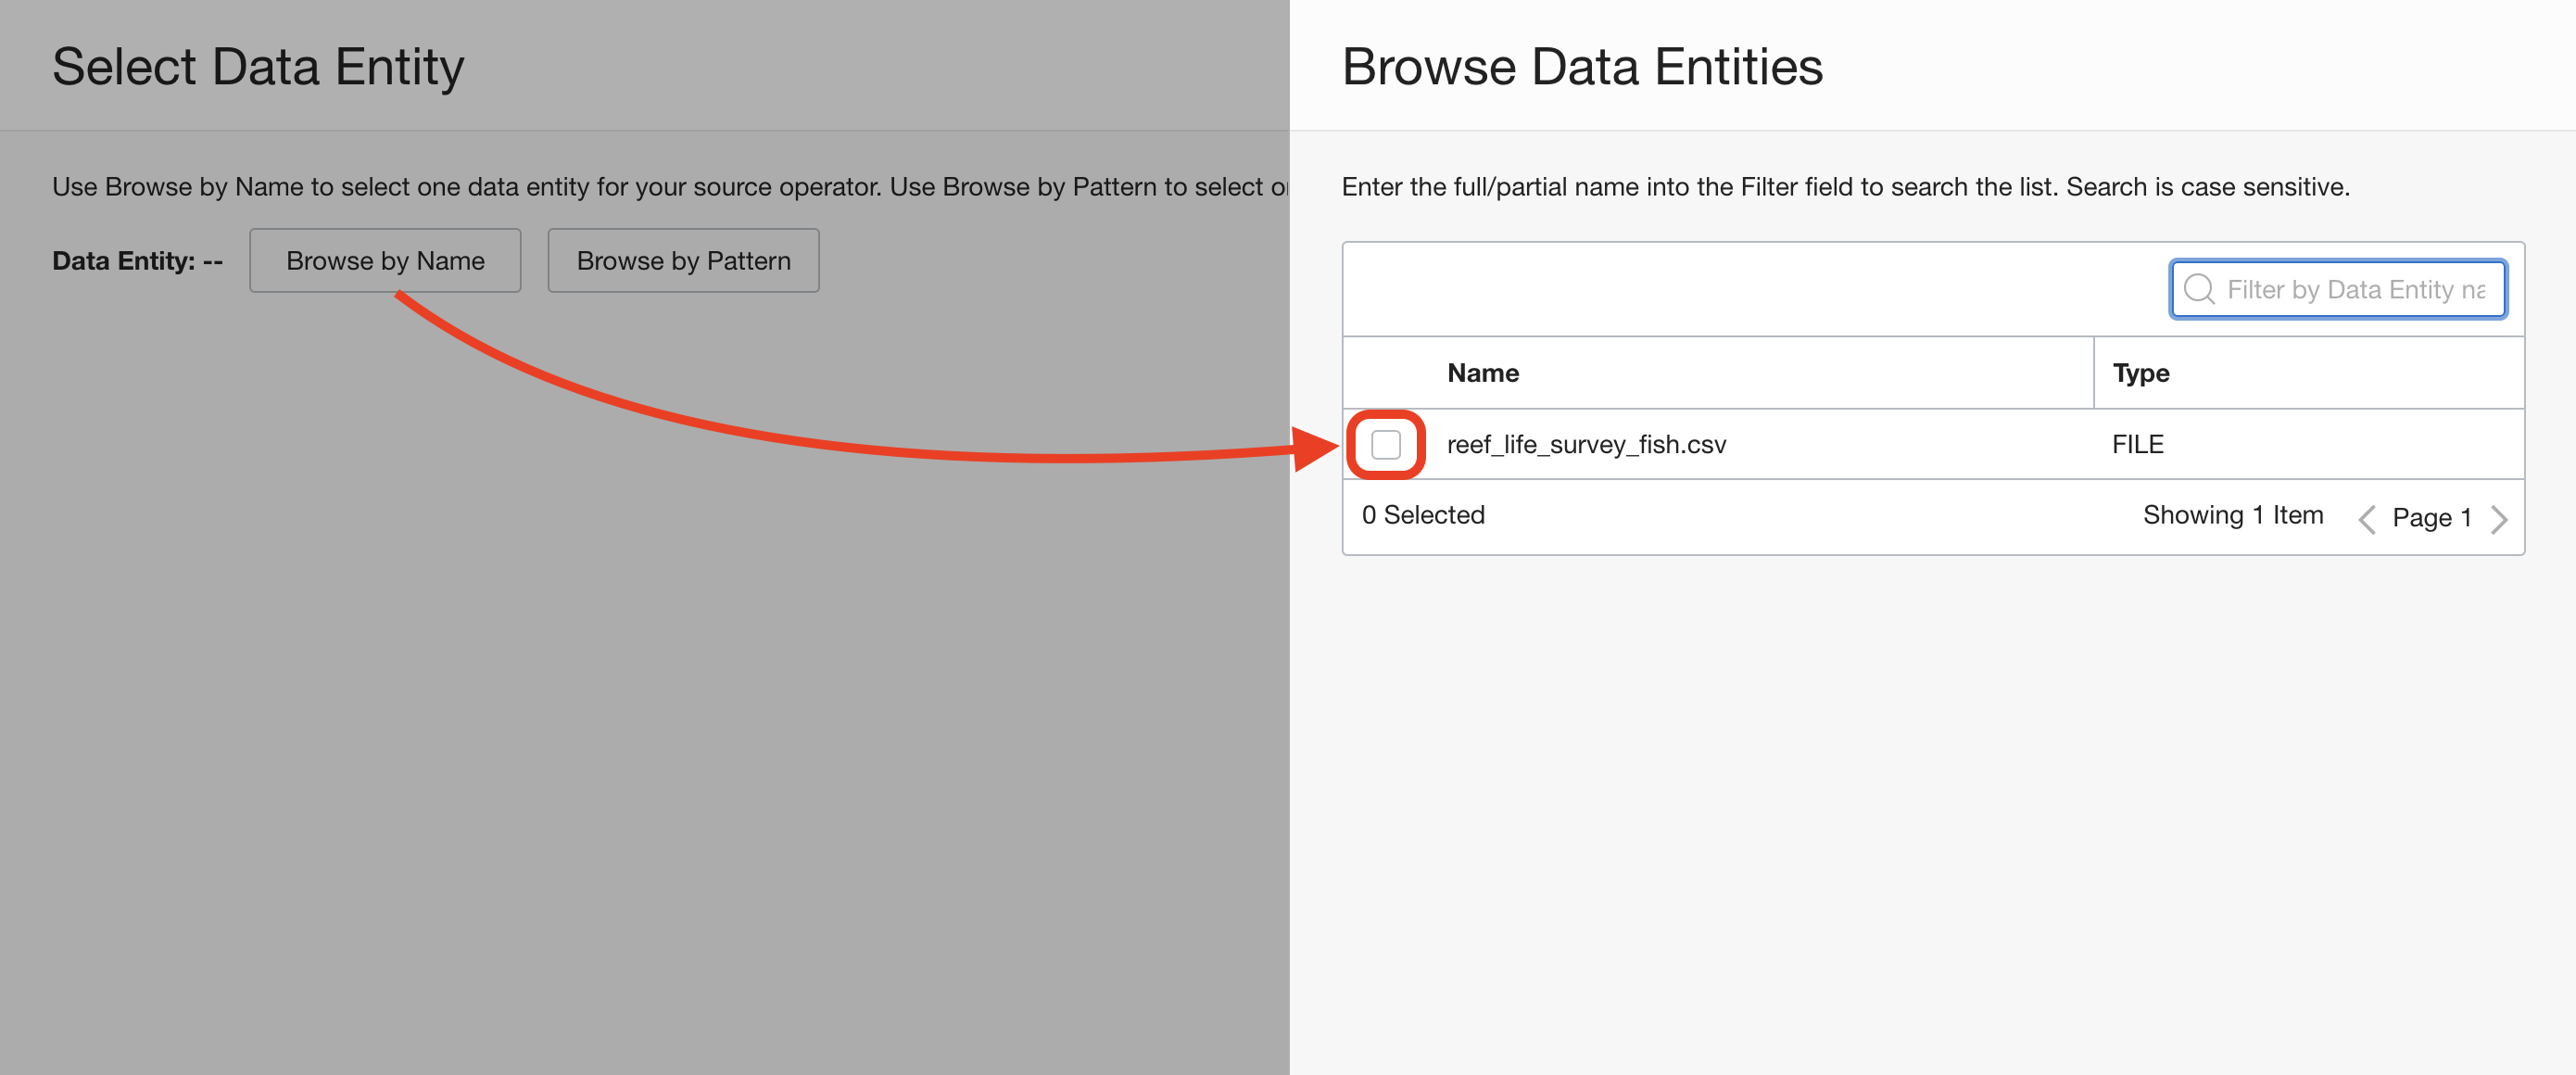 Select Data Entity
Use Browse by Name to select one data entity for your source operator. Use Browse by Pattern to select
Data Entity: --
Browse by Name
Browse by Pattern
Browse Data Entities
Enter the full/partial name into the Filter field to search the list. Search is case sensitive.
Filter by Data Entity na
Name
Type
reef_life_survey_fish.csv
FILE
0 Selected
Showing 1 Item
Page 1